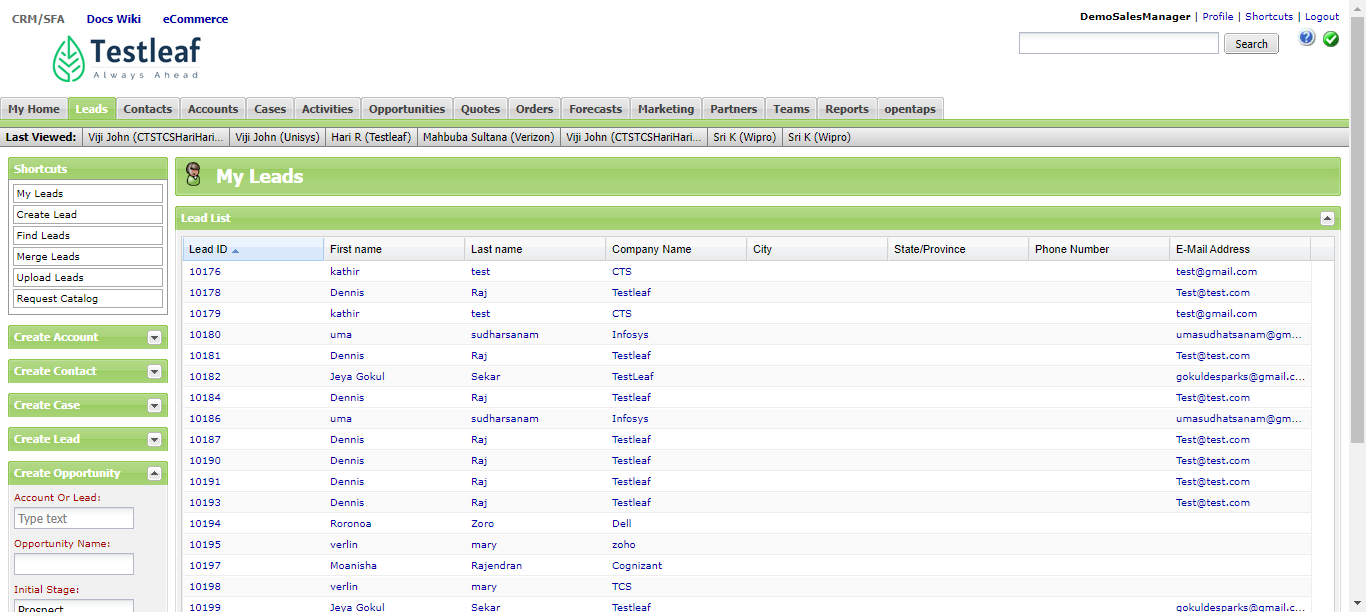 CRM/SFA Docs Wiki eCommerce
DemoSalesManager | Profile | Shortcuts | Logout
Testleaf
Always Ahead
Search
My Home Leads Contacts Accounts Cases Activities Opportunities Quotes Orders Forecasts Marketing Partners Teams Reports opentaps
Last Viewed: Viji John (CTSTCSHariHari... Viji John (Unisys) Hari R (Testleaf) Mahbuba Sultana (Verizon) Viji John (CTSTCSHariHari... Sri K (Wipro) Sri K (Wipro)
Shortcuts
My Leads
Create Lead
Find Leads
Merge Leads
Upload Leads
Request Catalog
Create Account
Create Contact
Create Case
Create Lead
Create Opportunity
Account Or Lead:
Type text
Opportunity Name:
Initial Stage:
Prospect
My Leads
Lead List
Lead ID First name Last name Company Name City State/Province Phone Number E-Mail Address
10176 kathir test CTS test@gmail.com
10178 Dennis Raj Testleaf Test@test.com
10179 kathir test CTS test@gmail.com
10180 uma sudharsanam Infosys umasudhatsanam@gm...
10181 Dennis Raj Testleaf Test@test.com
10182 Jeya Gokul Sekar TestLeaf gokuldesparks@gmail.c...
10184 Dennis Raj Testleaf Test@test.com
10186 uma sudharsanam Infosys umasudhatsanam@gm...
10187 Dennis Raj Testleaf Test@test.com
10190 Dennis Raj Testleaf Test@test.com
10191 Dennis Raj Testleaf Test@test.com
10193 Dennis Raj Testleaf Test@test.com
10194 Roronoa Zoro Dell
10195 verlin mary zoho
10197 Moanisha Rajendran Cognizant
10198 verlin mary TCS
10199 Jeya Gokul Sekar Testleaf gokuldesparks@gmail.c...